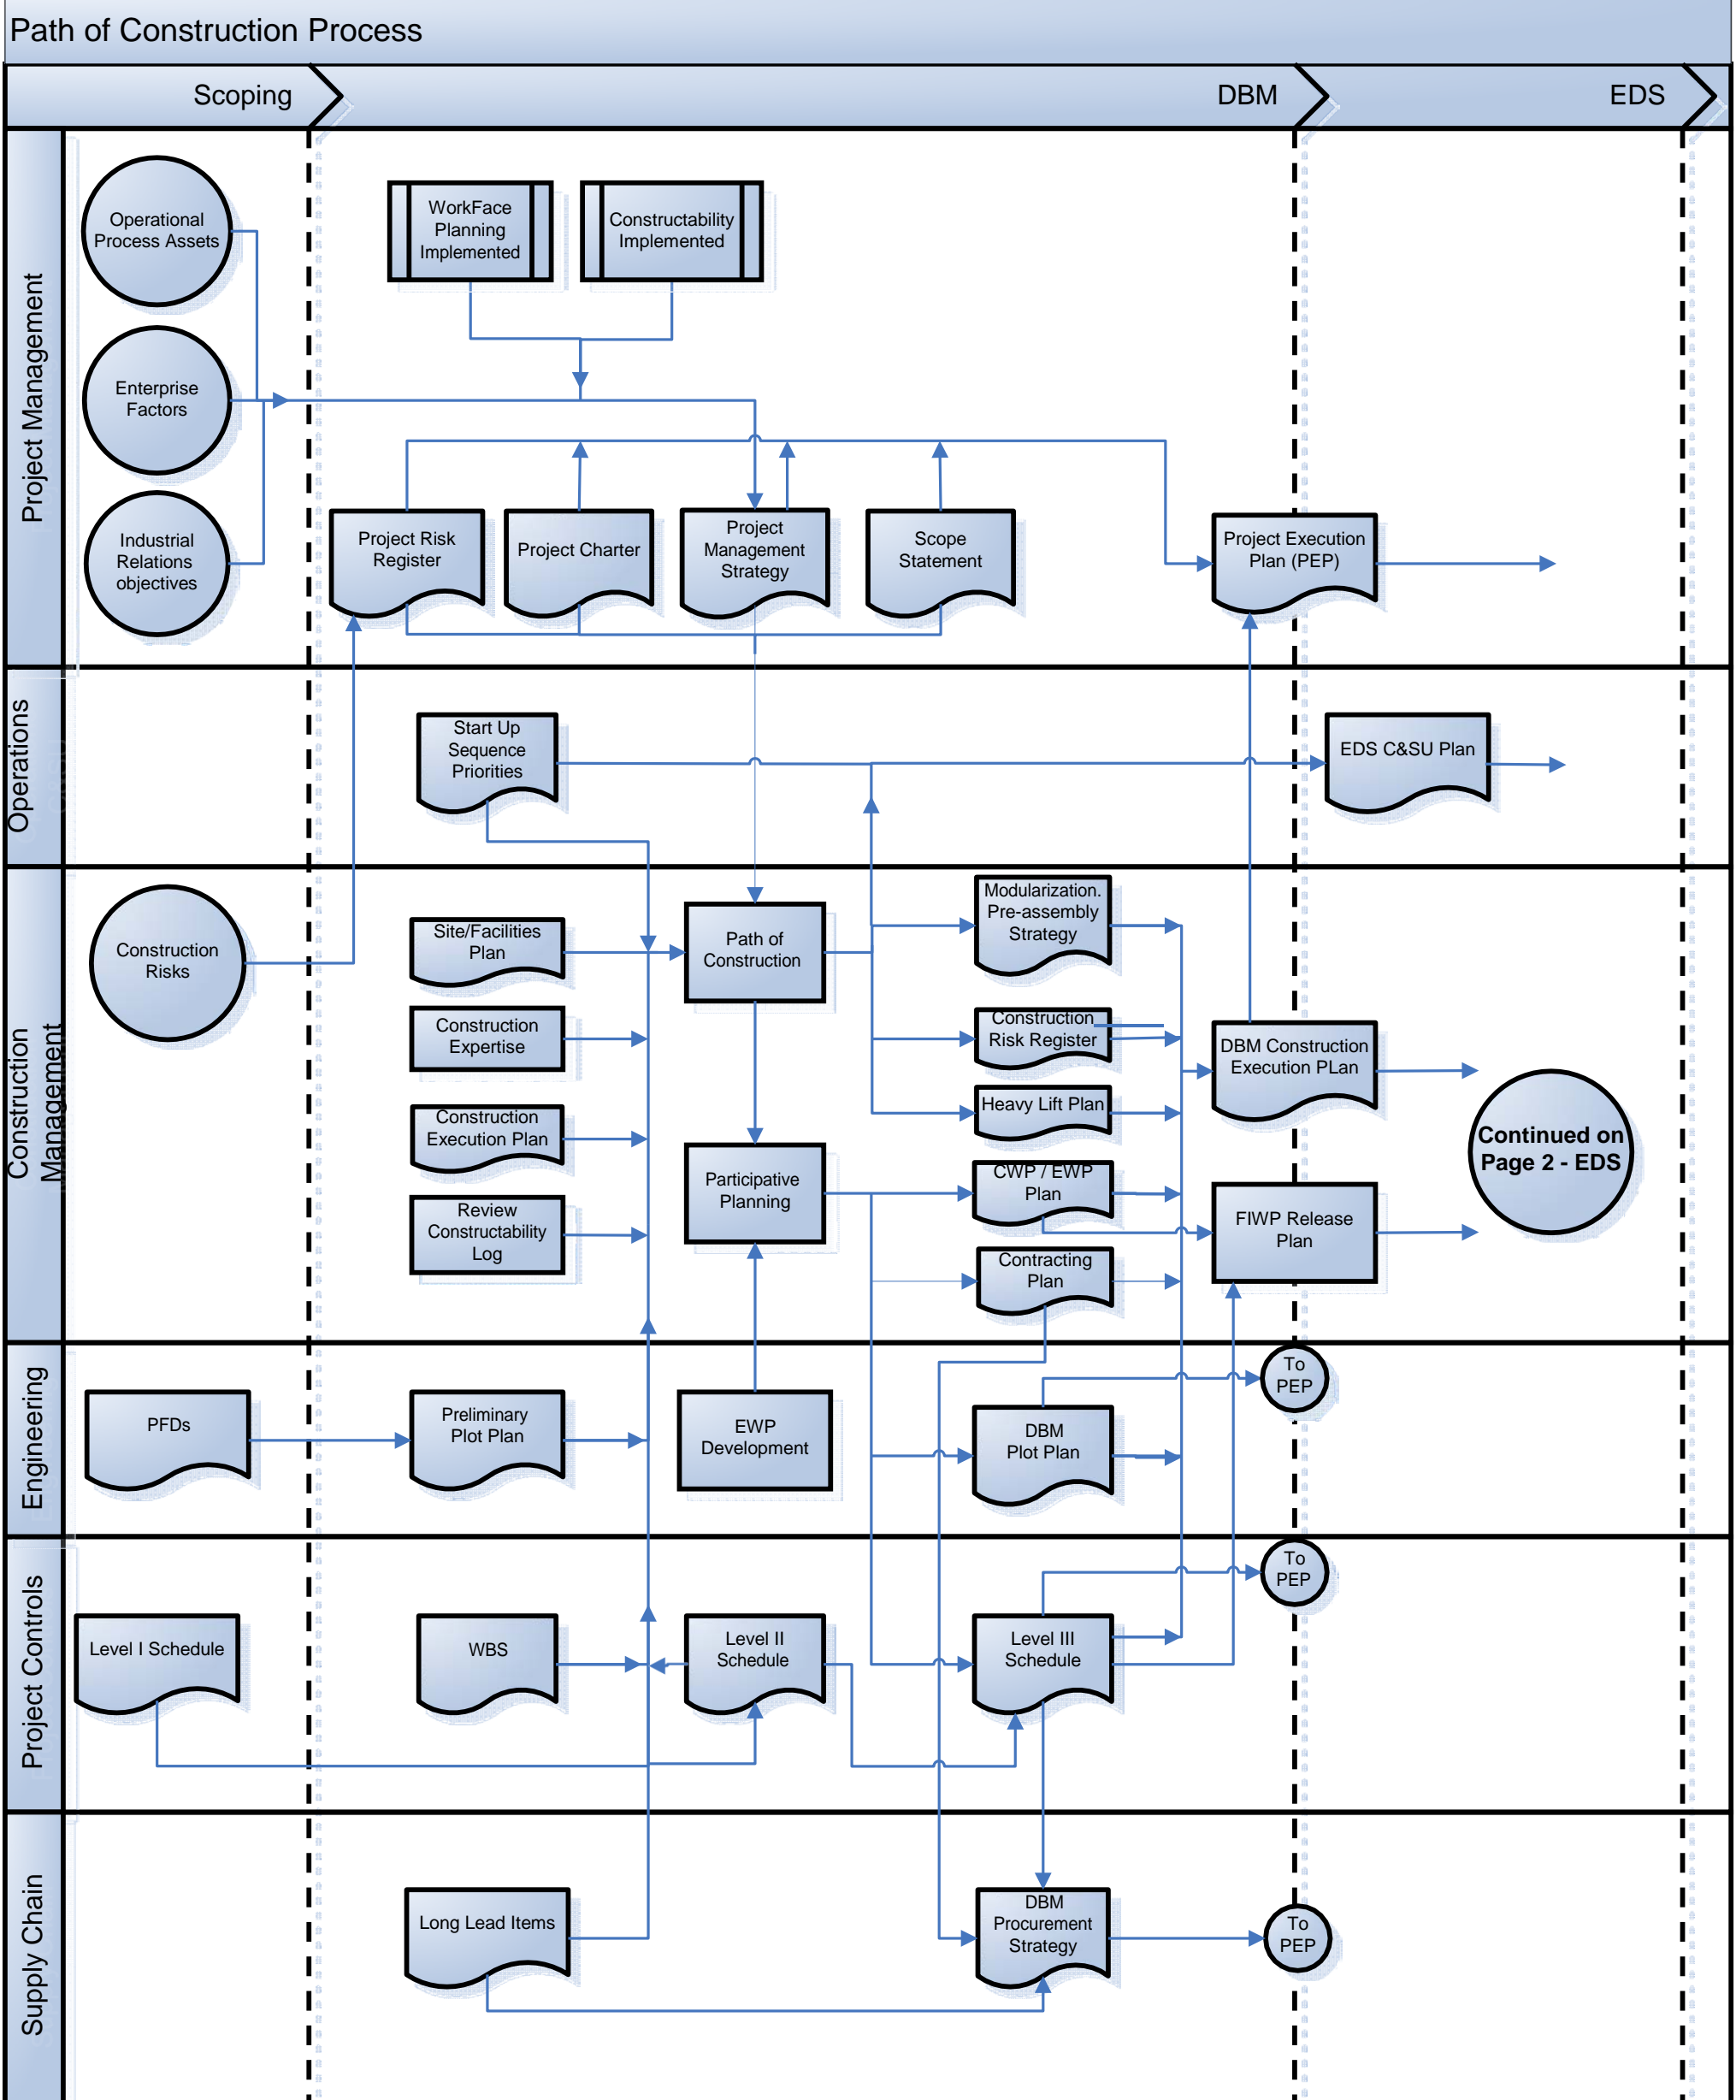 Path of Construction Process
Scoping
DBM
EDS
Project Management
Operational
Process Assets
WorkFace
Planning
Implemented
Constructability
Implemented
Enterprise
Factors
Industrial
Relations
objectives
Project Risk
Register
Project Charter
Project
Management
Strategy
Scope
Statement
Project Execution
Plan (PEP)
Operations
Start Up
Sequence
Priorities
EDS C&SU Plan
Construction
Management
Construction
Risks
Site/Facilities
Plan
Construction
Expertise
Construction
Execution Plan
Review
Constructability
Log
Path of
Construction
Participative
Planning
Modularization.
Pre-assembly
Strategy
Construction
Risk Register
Heavy Lift Plan
CWP / EWP
Plan
Contracting
Plan
DBM Construction
Execution PLan
FIWP Release
Plan
Continued on
Page 2 - EDS
Engineering
PFDs
Preliminary
Plot Plan
EWP
Development
DBM
Plot Plan
To
PEP
Project Controls
Level I Schedule
WBS
Level II
Schedule
Level III
Schedule
To
PEP
Supply Chain
Long Lead Items
DBM
Procurement
Strategy
To
PEP